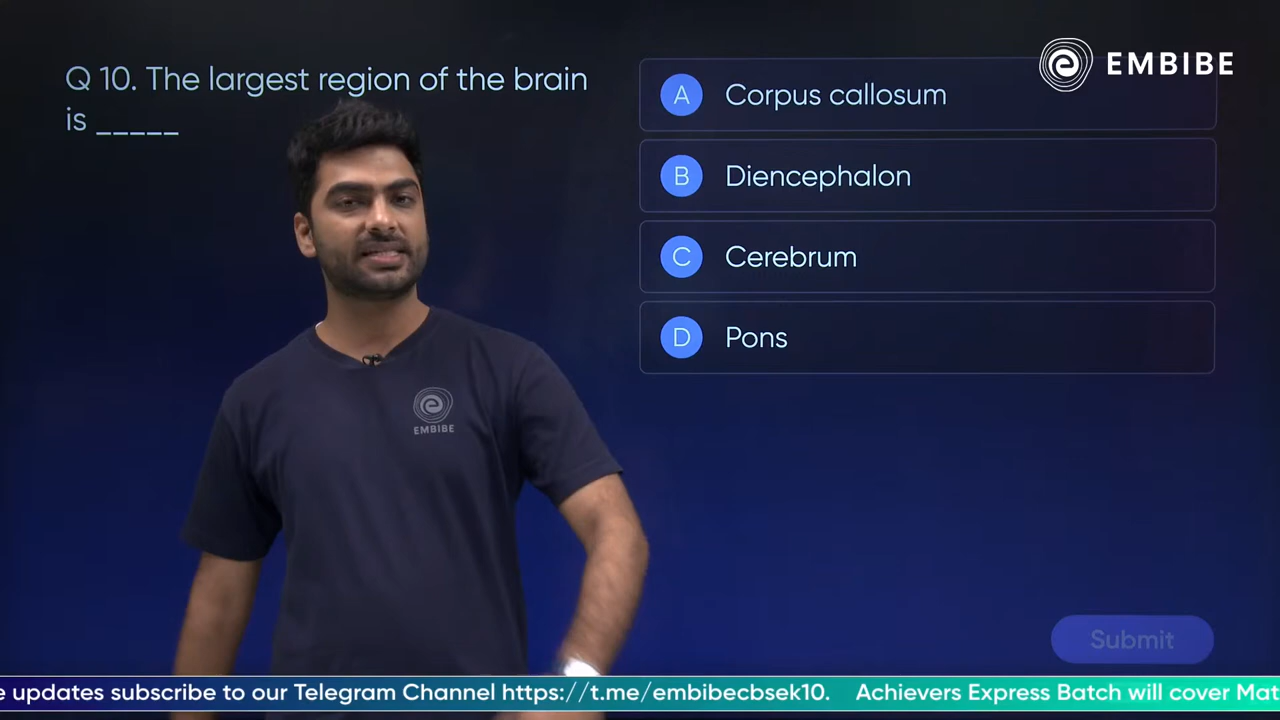 Q 10. The largest region of the brain
is _____
A Corpus callosum
B Diencephalon
C Cerebrum
D Pons
EMBIBE
EMBIBE
Submit
e updates subscribe to our Telegram Channel https://t.me/embibecbsek10. Achievers Express Batch will cover Mat